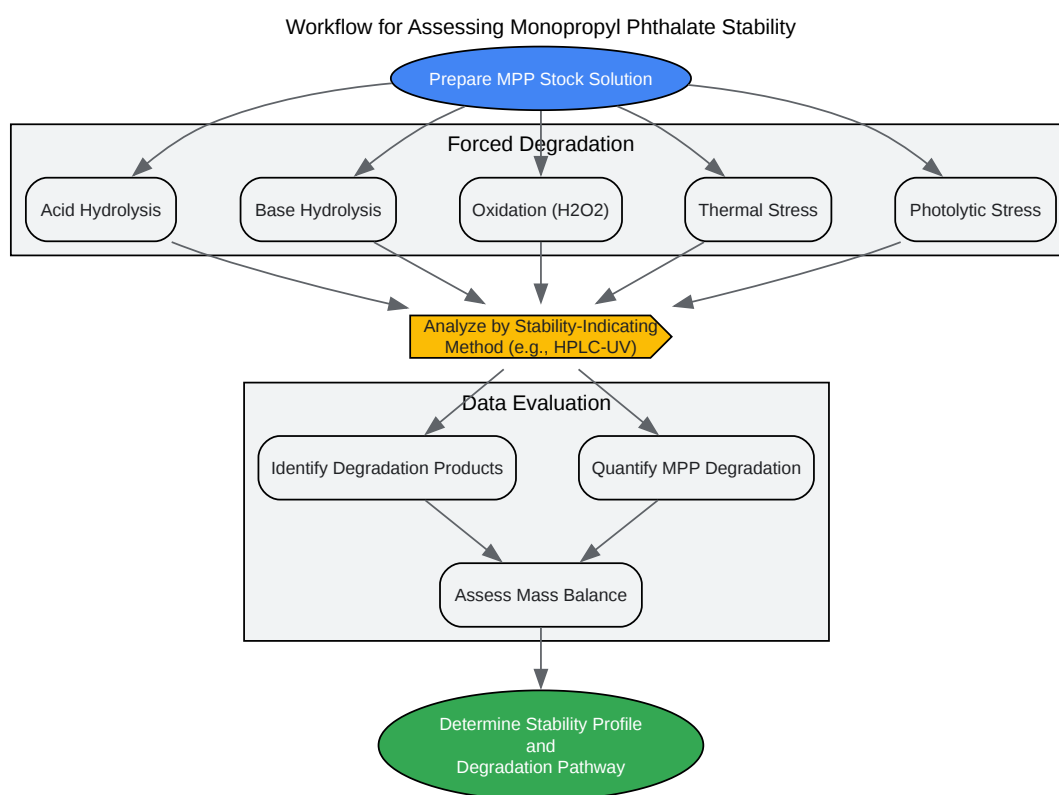 Workflow for Assessing Monopropyl Phthalate Stability
Prepare MPP Stock Solution
Forced Degradation
Acid Hydrolysis
Base Hydrolysis
Oxidation (H2O2)
Thermal Stress
Photolytic Stress
Analyze by Stability-Indicating
Method (e.g., HPLC-UV)
Data Evaluation
Identify Degradation Products
Quantify MPP Degradation
Assess Mass Balance
Determine Stability Profile
and
Degradation Pathway